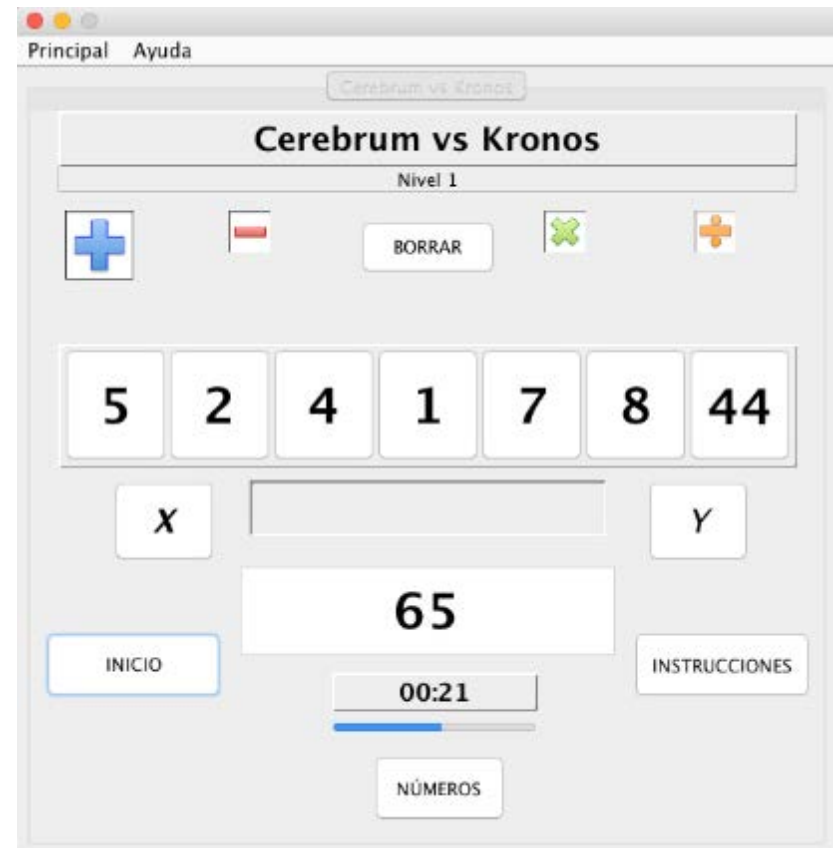 Principal Ayuda
Cerebrum vs Kronos
Cerebrum vs Kronos
Nivel 1
BORRAR
5 2 4 1 7 8 44
X Y
65
INICIO INSTRUCCIONES
00:21
NÚMEROS